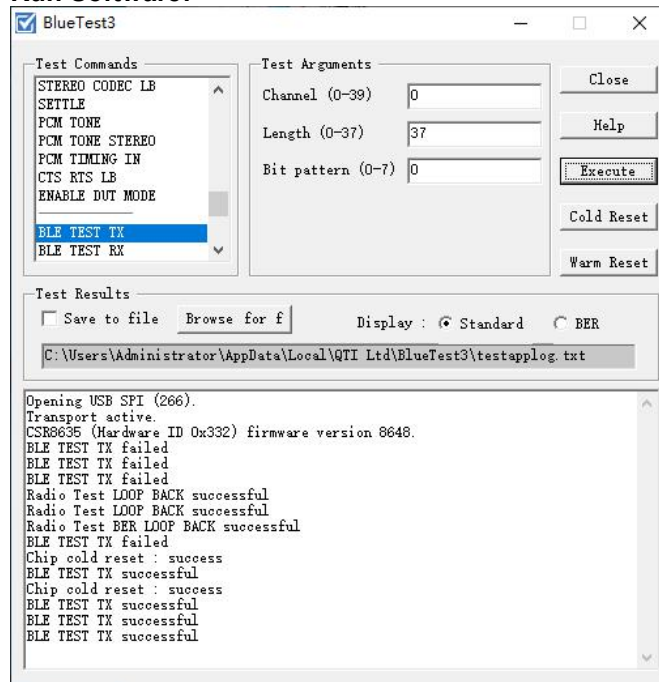 BlueTest3
Test Commands
STEREO CODEC LB
SETTLE
PCM TONE
PCM TONE STEREO
PCM TIMING IN
CTS RTS LB
ENABLE DUT MODE
BLE TEST TX
BLE TEST RX
Test Arguments
Channel (0-39) 0
Length (0-37) 37
Bit pattern (0-7) 0
Close
Help
Execute
Cold Reset
Warm Reset
Test Results
Save to file Browse for f Display : Standard BER
C:\Users\Administrator\AppData\Local\QTI Ltd\BlueTest3\testapplog.txt
Opening USB SPI (266).
Transport active.
CSR8635 (Hardware ID 0x332) firmware version 8648.
BLE TEST TX failed
BLE TEST TX failed
BLE TEST TX failed
Radio Test LOOP BACK successful
Radio Test LOOP BACK successful
Radio Test BER LOOP BACK successful
BLE TEST TX failed
Chip cold reset : success
BLE TEST TX successful
Chip cold reset : success
BLE TEST TX successful
BLE TEST TX successful
BLE TEST TX successful